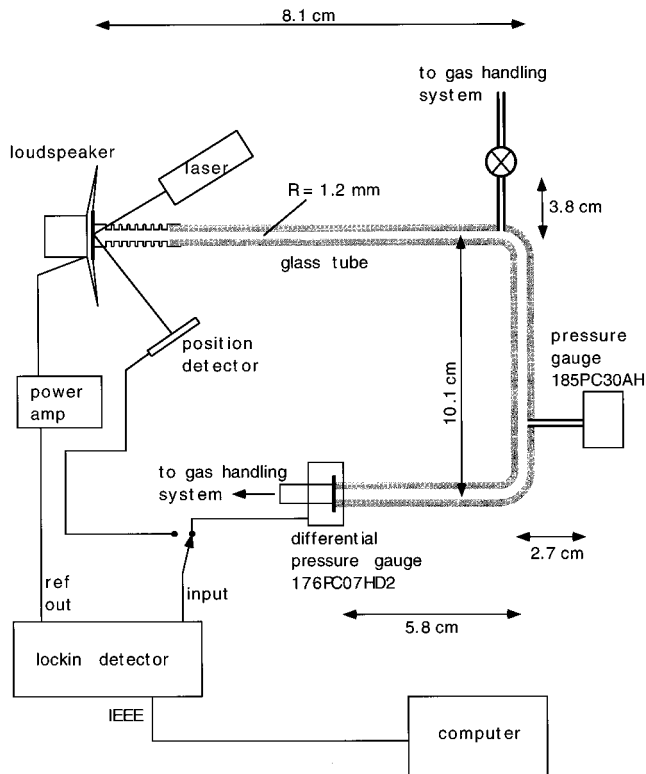 8.1 cm
to gas handling
system
loudspeaker
laser
R= 1.2 mm
3.8 cm
glass tube
position
detector
pressure
gauge
185PC30AH
power
amp
10.1 cm
to gas handling
system
differential
pressure gauge
176PC07HD2
2.7 cm
ref
out
input
5.8 cm
lockin detector
IEEE
computer